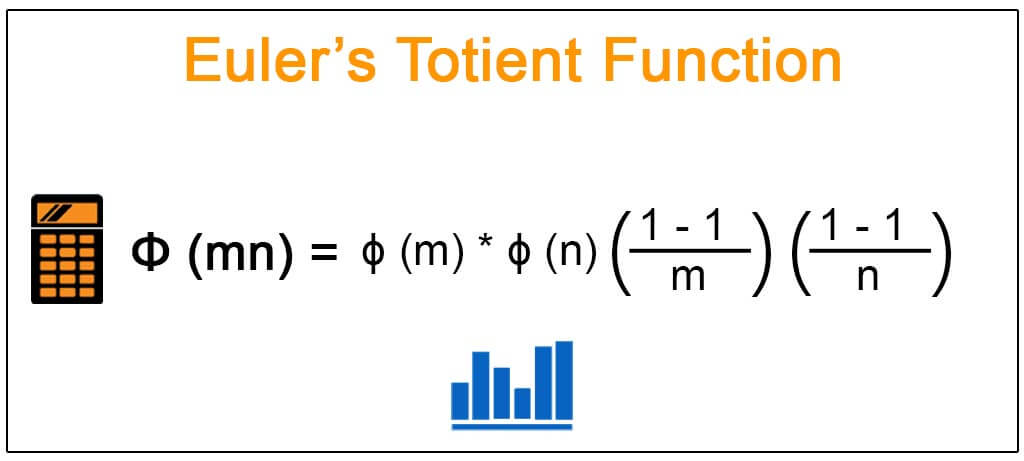 Euler’s Totient Function
Φ (mn) = ϕ (m) * ϕ (n) (1 - 1 / m) (1 - 1 / n)